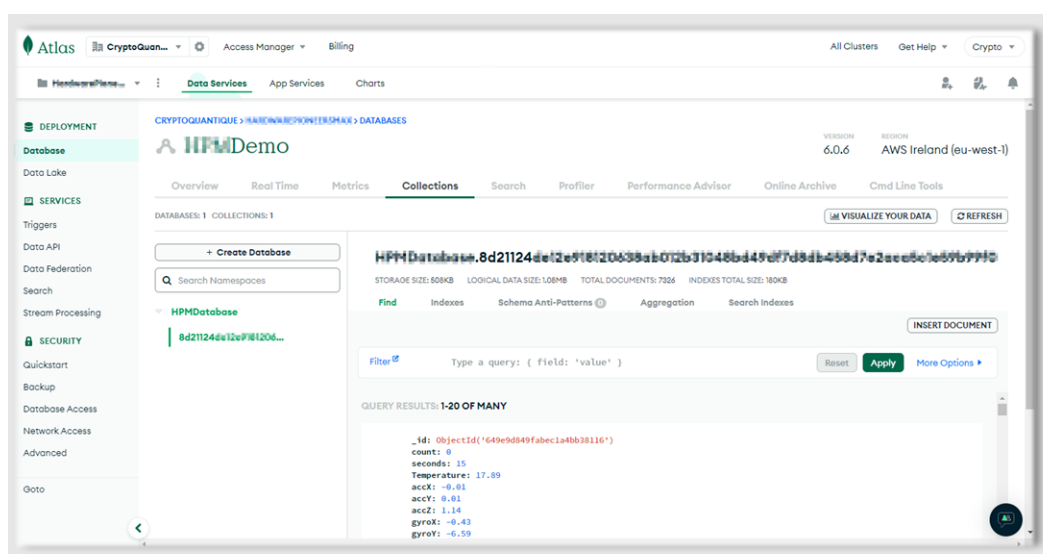 Atlas CryptoQuan... Access Manager Billing All Clusters Get Help Crypto
Data Services App Services Charts
DEPLOYMENT
Database
Data Lake
SERVICES
Triggers
Data API
Data Federation
Search
Stream Processing
SECURITY
Quickstart
Backup
Database Access
Network Access
Advanced
Goto
CRYPTOQUANTIQUE > > DATABASES
HPMDemo
VERSION
6.0.6
REGION
AWS Ireland (eu-west-1)
Overview Real Time Metrics Collections Search Profiler Performance Advisor Online Archive Cmd Line Tools
DATABASES: 1 COLLECTIONS: 1
VISUALIZE YOUR DATA REFRESH
+ Create Database
Search Namespaces
HPMDatabase
8d21124
HPMDatabase.8d21124
STORAGE SIZE: 508KB LOGICAL DATA SIZE: 1.08MB TOTAL DOCUMENTS: 7326 INDEXES TOTAL SIZE: 180KB
Find Indexes Schema Anti-Patterns 0 Aggregation Search Indexes
INSERT DOCUMENT
Filter Type a query: { field: 'value' } Reset Apply More Options
QUERY RESULTS: 1-20 OF MANY
_id: ObjectId('649e9d849fabec1a4bb38116')
count: 0
seconds: 15
Temperature: 17.89
accX: -0.01
accY: 0.01
accZ: 1.14
gyroX: -0.43
gyroY: -6.59